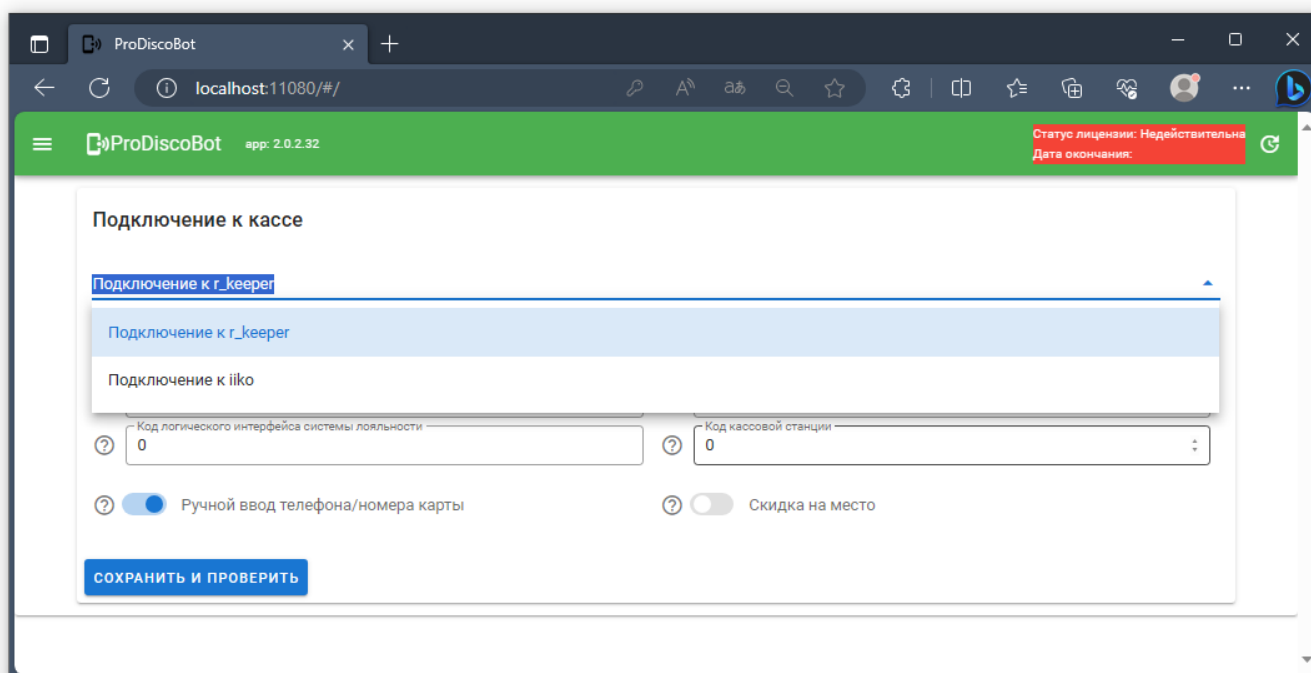 ProDiscoBot
localhost:11080/#/
ProDiscoBot app: 2.0.2.32
Статус лицензии: Недействительна
Дата окончания:
Подключение к кассе
Подключение к r_keeper
Подключение к r_keeper
Подключение к iiko
Код логического интерфейса системы лояльности
0
Код кассовой станции
0
Ручной ввод телефона/номера карты
Скидка на место
СОХРАНИТЬ И ПРОВЕРИТЬ